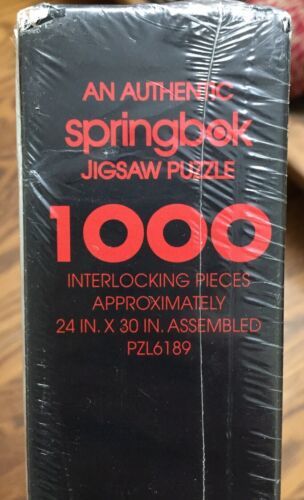 AN AUTHENTIC
springbok
JIGSAW PUZZLE
1000
INTERLOCKING PIECES
APPROXIMATELY
24 IN. X 30 IN. ASSEMBLED
PZL6189